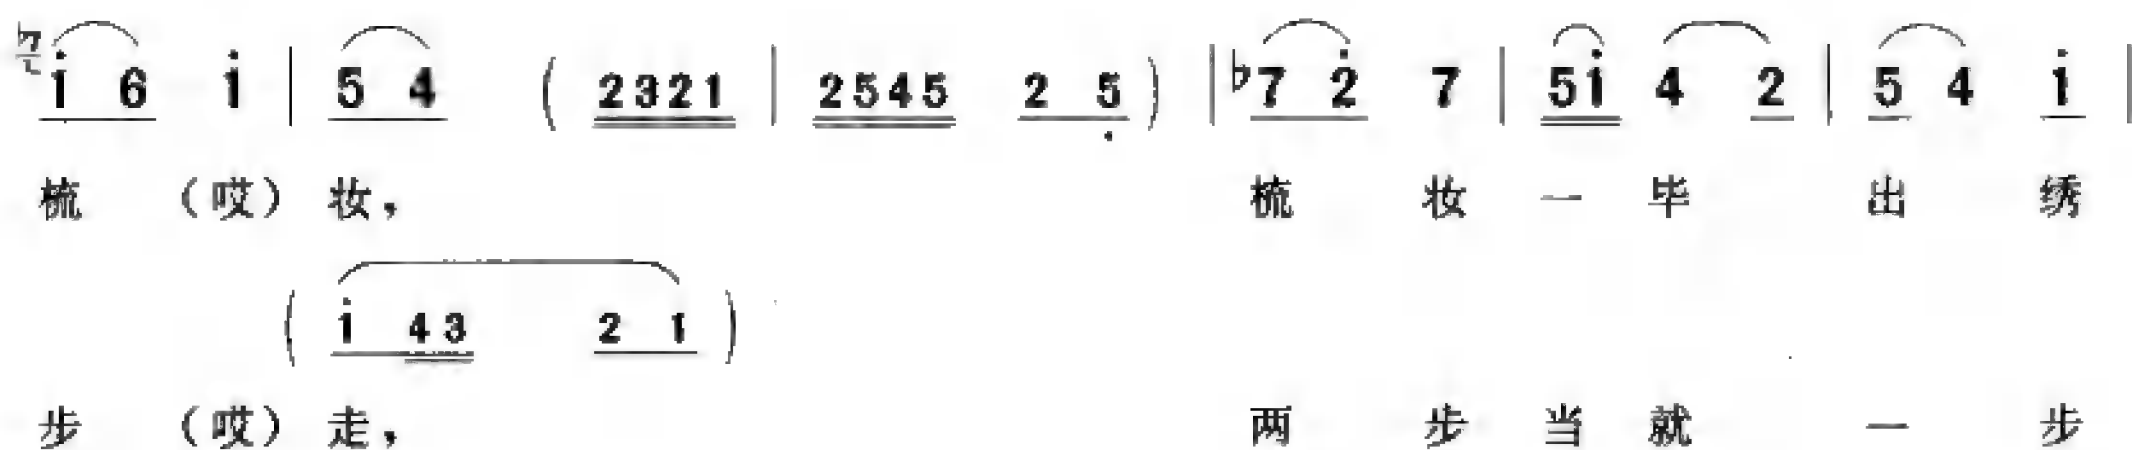 ♭7 i̇ 6 i̇ | 5 4 ( 2321 | 2545 2 5̣ ) | ♭7 2̇ 7 | 5i̇ 4 2 | 5 4 i̇ |
梳 （哎） 妆， 梳 妆 一 毕 出 绣
( i̇ 43 2 1 )
步 （哎） 走， 两 步 当 就 一 步